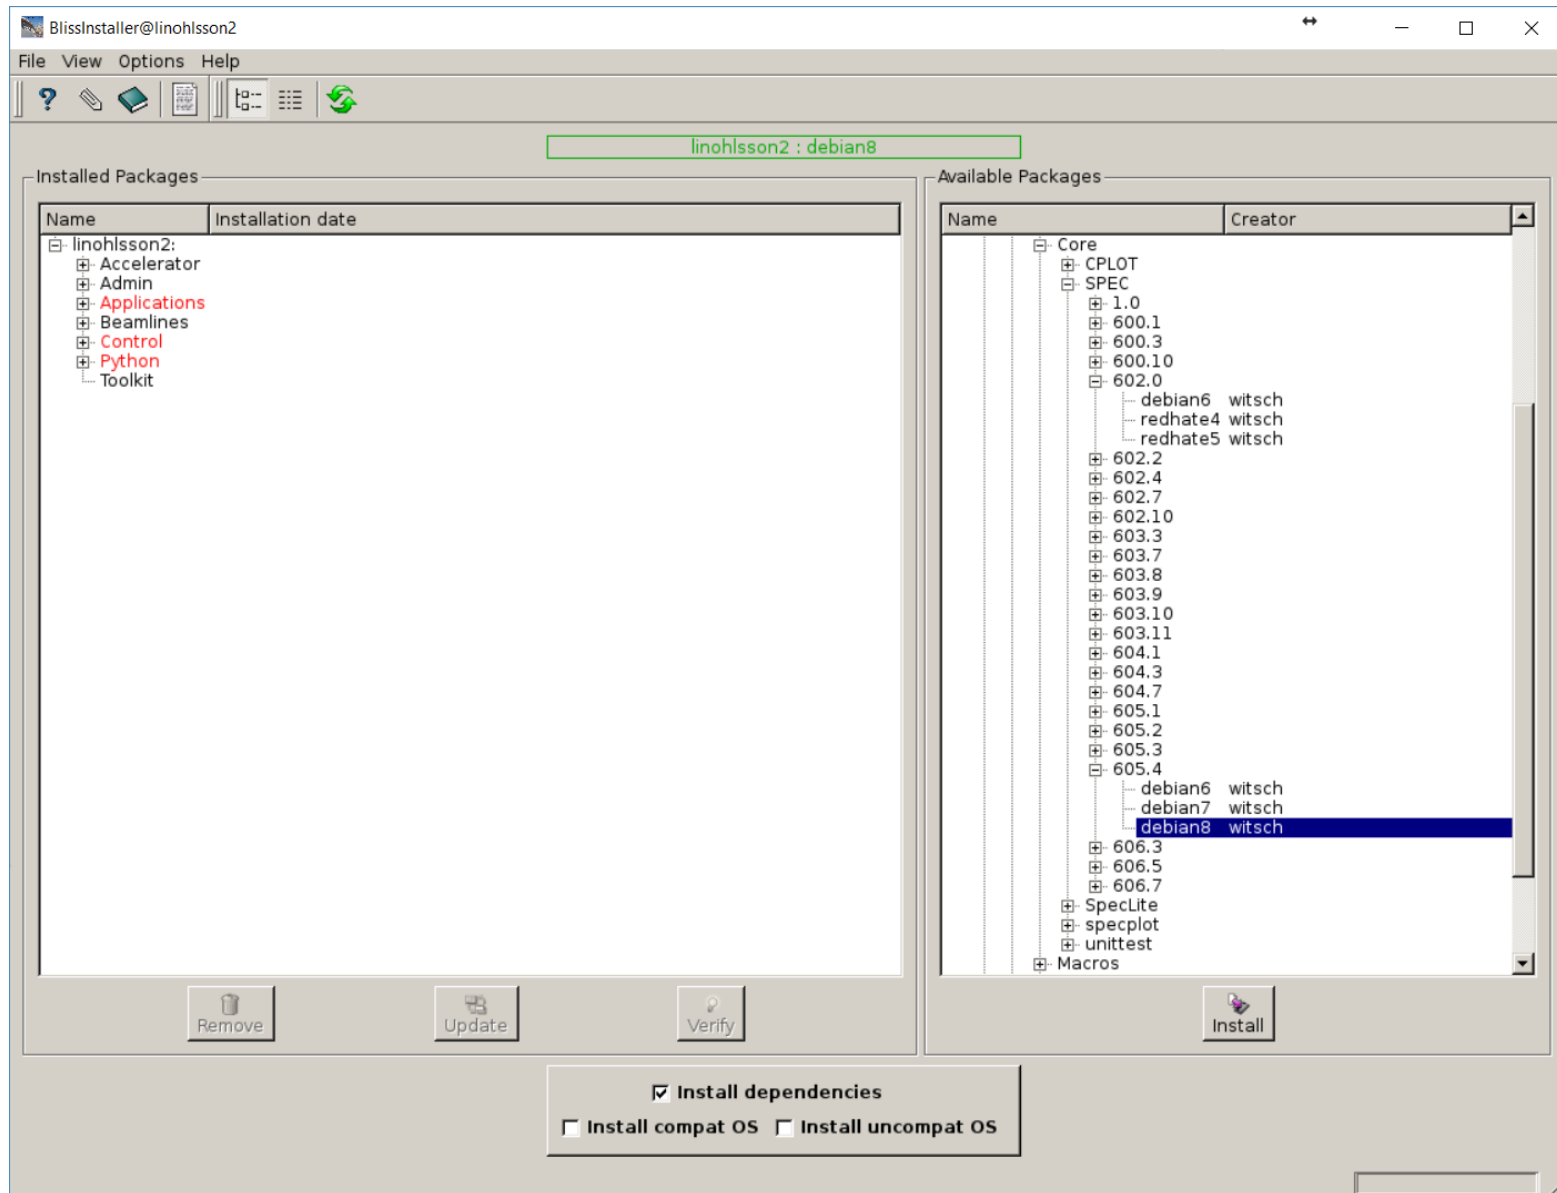 BlissInstaller@linohlsson2
File View Options Help
linohlsson2 : debian8
Installed Packages
Name Installation date
linohlsson2:
Accelerator
Admin
Applications
Beamlines
Control
Python
Toolkit
Remove Update Verify
Available Packages
Name Creator
Core
CPLOT
SPEC
1.0
600.1
600.3
600.10
602.0
debian6 witsch
redhate4 witsch
redhate5 witsch
602.2
602.4
602.7
602.10
603.3
603.7
603.8
603.9
603.10
603.11
604.1
604.3
604.7
605.1
605.2
605.3
605.4
debian6 witsch
debian7 witsch
debian8 witsch
606.3
606.5
606.7
SpecLite
specplot
unittest
Macros
Install
Install dependencies
Install compat OS Install uncompat OS